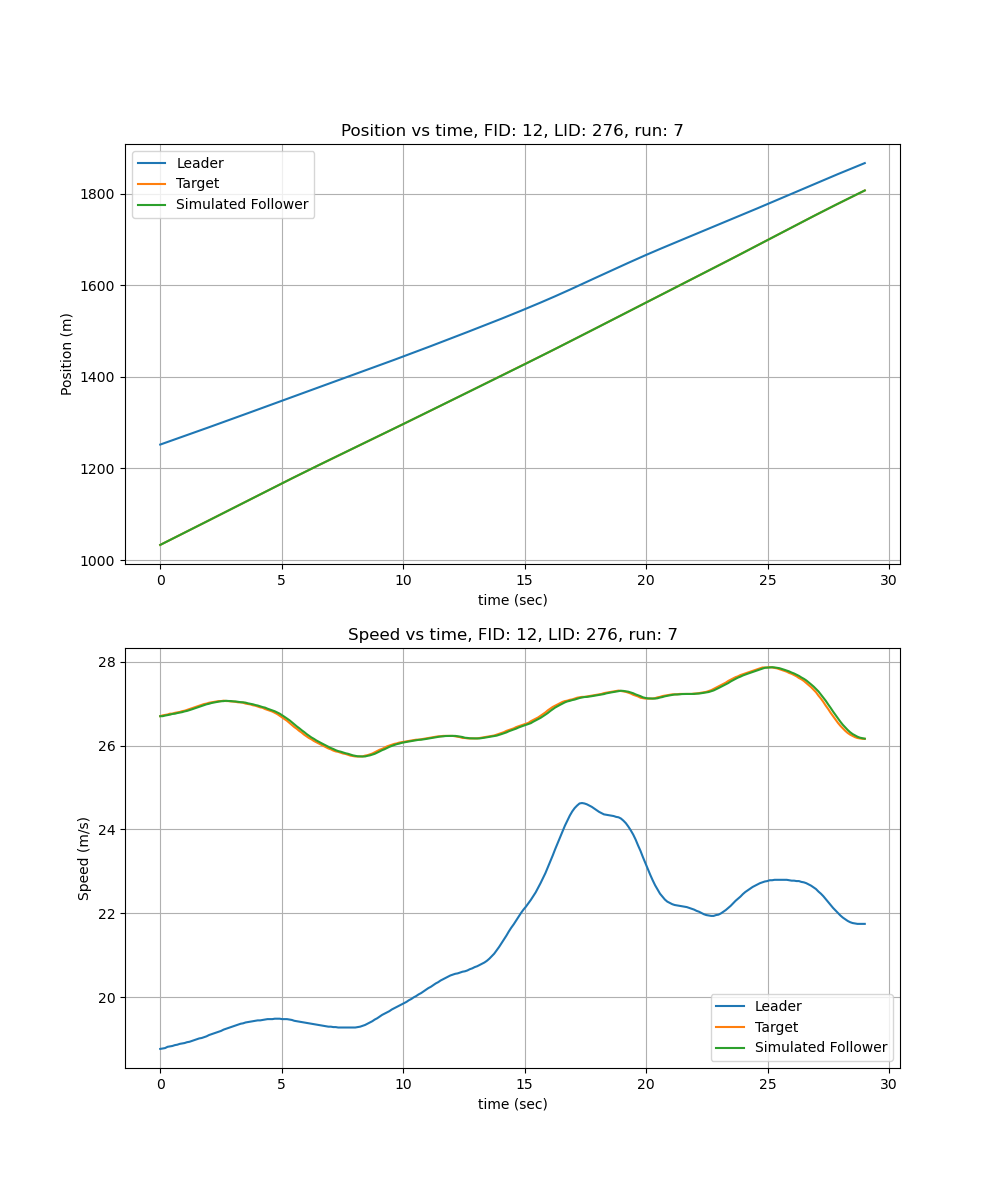 Position vs time, FID: 12, LID: 276, run: 7
Leader
Target
Simulated Follower
1800
1600
1400
1200
1000
Position (m)
0 5 10 15 20 25 30
time (sec)
Speed vs time, FID: 12, LID: 276, run: 7
28
26
24
22
20
Speed (m/s)
Leader
Target
Simulated Follower
0 5 10 15 20 25 30
time (sec)